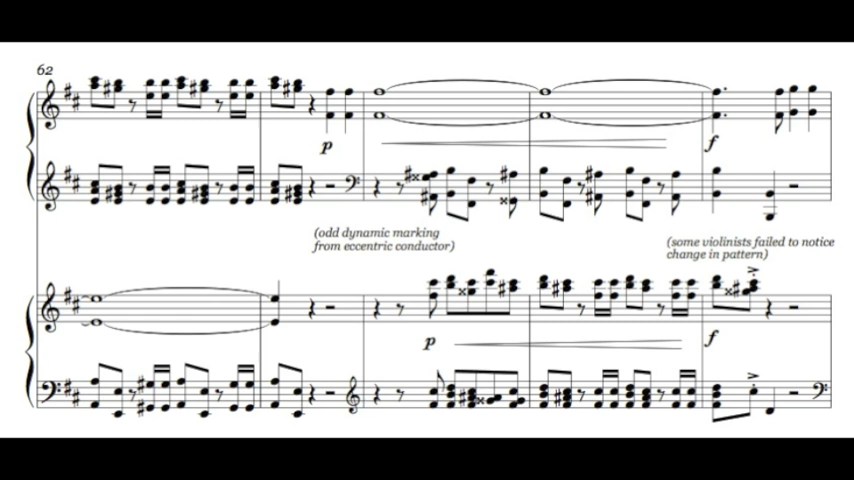 62
p
f
(odd dynamic marking
from eccentric conductor)
(some violinists failed to notice
change in pattern)
p
f